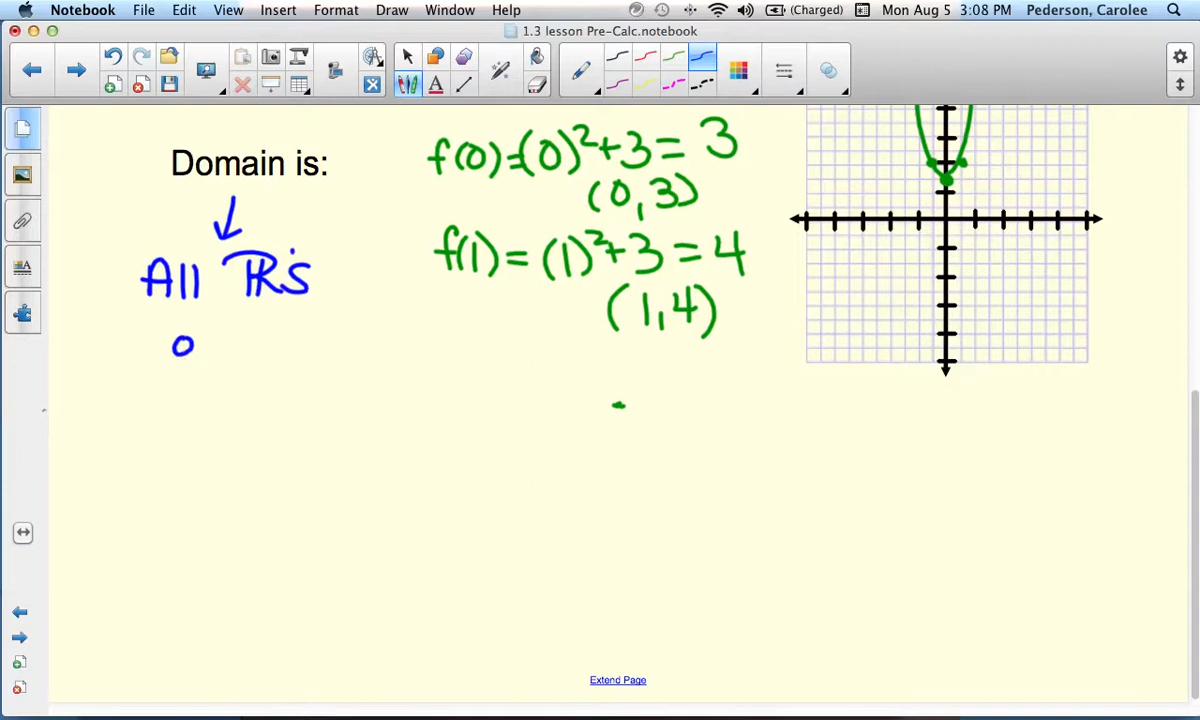 Notebook File Edit View Insert Format Draw Window Help (Charged) Mon Aug 5 3:08 PM Pederson, Carolee
1.3 lesson Pre-Calc.notebook
Domain is:
All ℝ's
o
f(0)=(0)²+3= 3
(0,3)
f(1) = (1)²+3 = 4
(1,4)
Extend Page